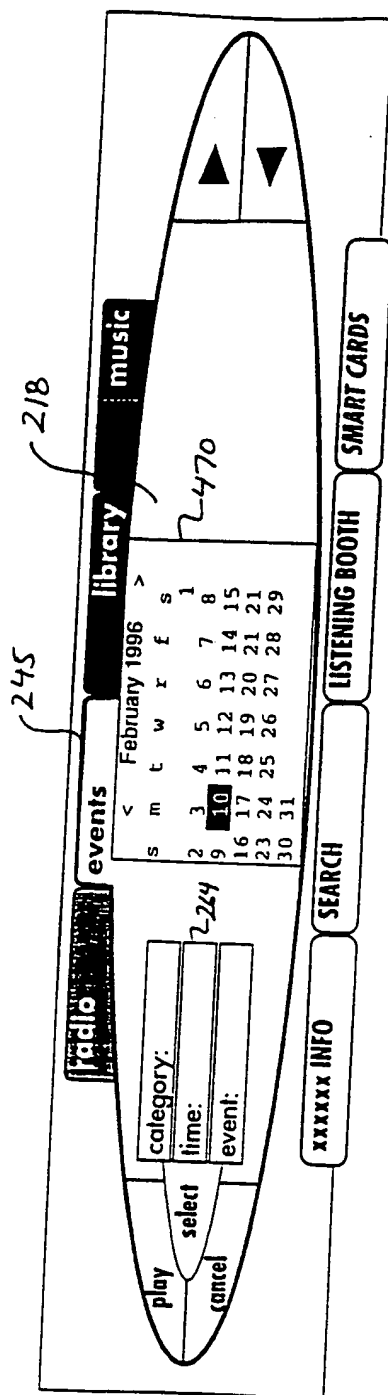 245
218
radio
events
library
music
play
select
cancel
category:
time:
event:
264
< February 1996 >
s m t w r f s
1
2 3 4 5 6 7 8
9 10 11 12 13 14 15
16 17 18 19 20 21 21
23 24 25 26 27 28 29
30 31
470
xxxxxx INFO
SEARCH
LISTENING BOOTH
SMART CARDS